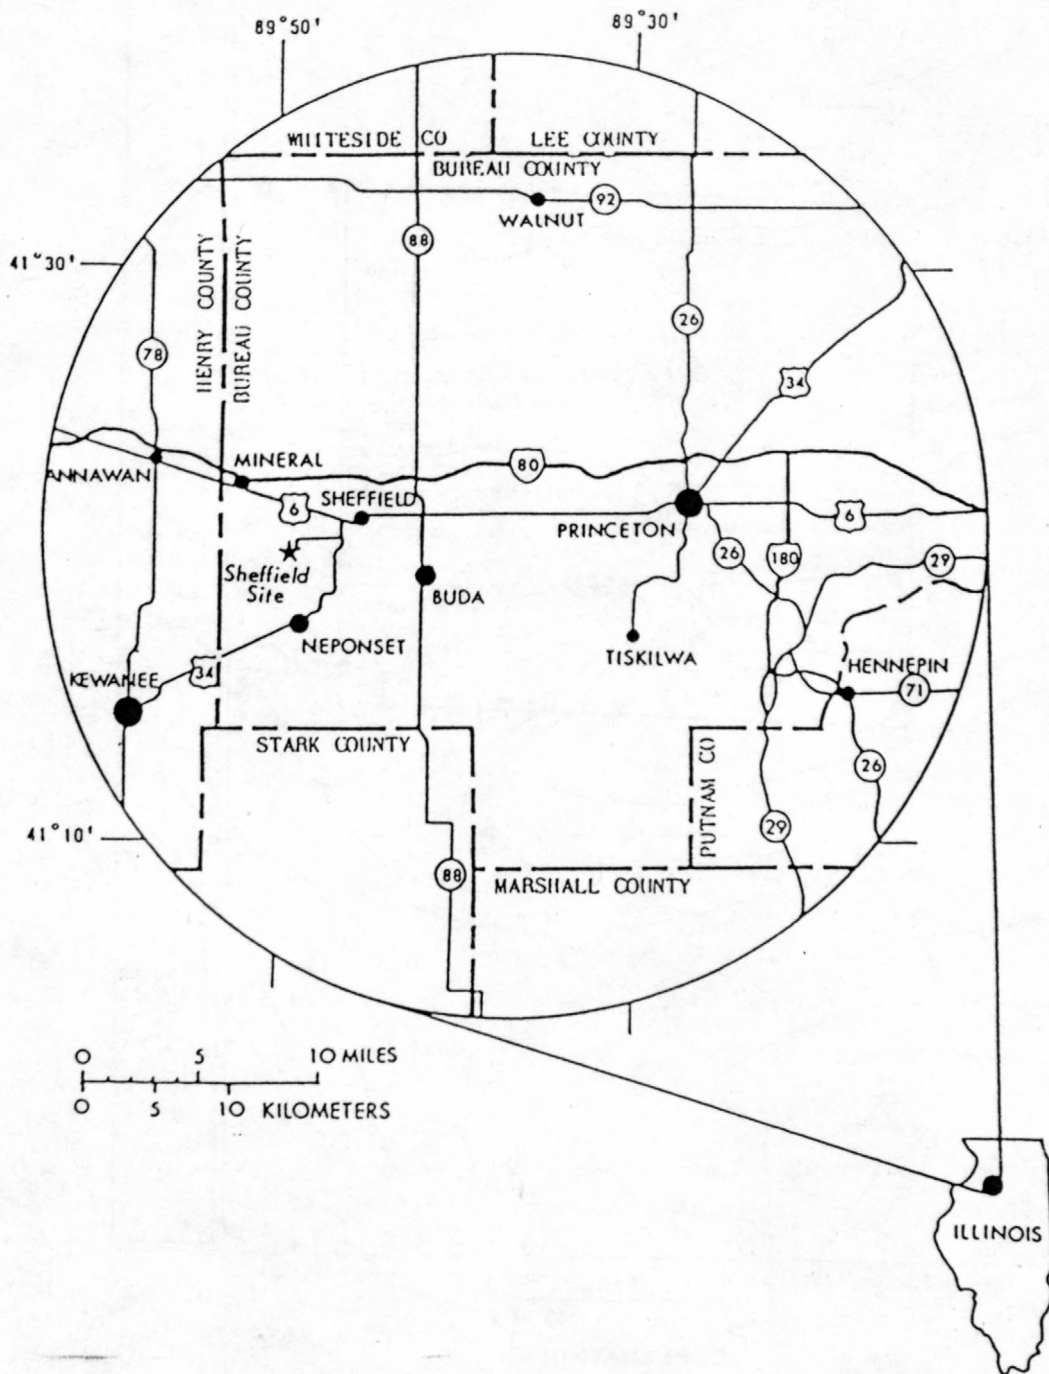 89°50'
89°30'
WHITESIDE CO
LEE COUNTY
BUREAU COUNTY
92
WALNUT
88
41°30'
HENRY COUNTY
BUREAU COUNTY
26
78
34
MINERAL
80
ANNAWAN
6
SHEFFIELD
PRINCETON
6
26
180
29
Sheffield
Site
BUDA
NEPONSET
TISKILWA
HENNEPIN
34
KEWANEE
71
STARK COUNTY
PUTNAM CO
26
41°10'
29
88
MARSHALL COUNTY
0 5 10 MILES
0 5 10 KILOMETERS
ILLINOIS